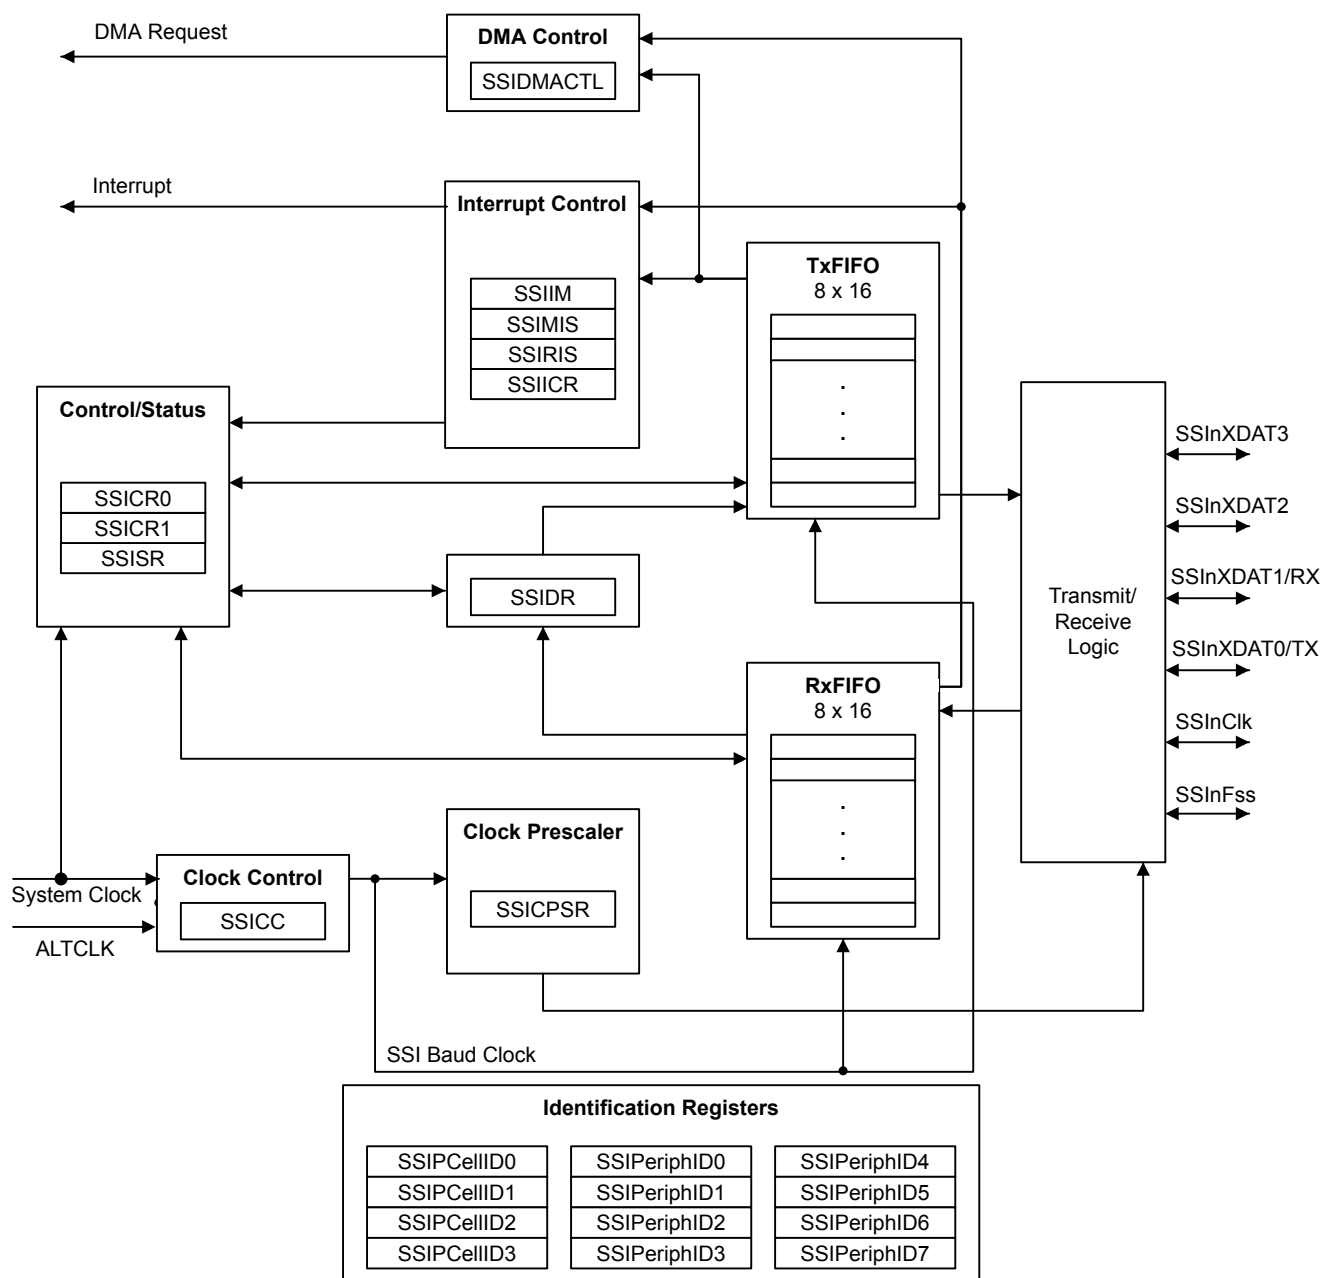 DMA Request
DMA Control
SSIDMACTL
Interrupt
Interrupt Control
SSIIM
SSIMIS
SSIRIS
SSIICR
TxFIFO
8 x 16
.
.
.
Control/Status
SSICR0
SSICR1
SSISR
SSIDR
Transmit/
Receive
Logic
SSInXDAT3
SSInXDAT2
SSInXDAT1/RX
SSInXDAT0/TX
SSInClk
SSInFss
RxFIFO
8 x 16
.
.
.
Clock Prescaler
SSICPSR
Clock Control
SSICC
System Clock
ALTCLK
SSI Baud Clock
Identification Registers
SSIPCellID0
SSIPCellID1
SSIPCellID2
SSIPCellID3
SSIPeriphID0
SSIPeriphID1
SSIPeriphID2
SSIPeriphID3
SSIPeriphID4
SSIPeriphID5
SSIPeriphID6
SSIPeriphID7